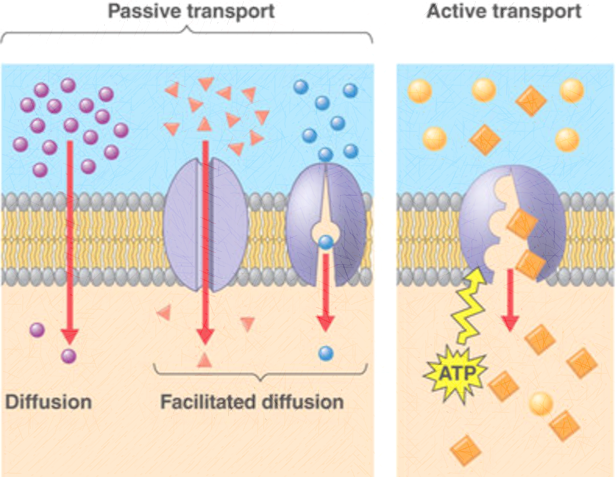 Passive transport
Active transport
ATP
Diffusion
Facilitated diffusion